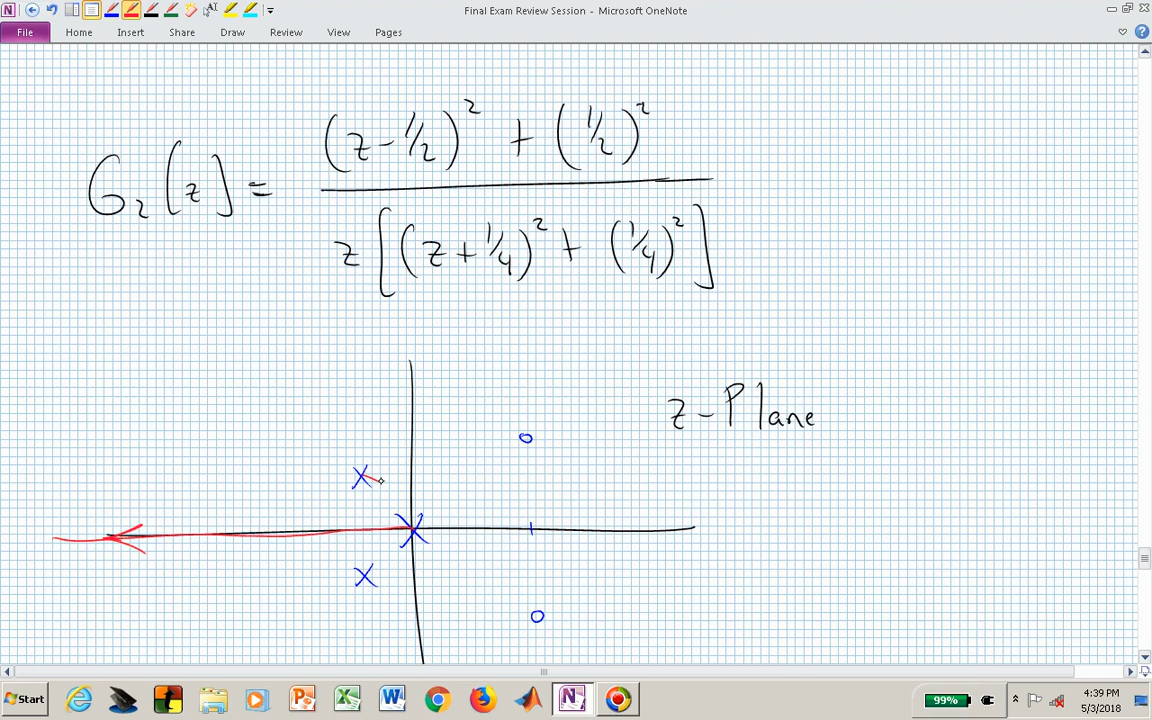 Final Exam Review Session - Microsoft OneNote
File Home Insert Share Draw Review View Pages
(z-1/2)² + (1/2)²
G₂[z] =
z[(z+1/4)² + (1/4)²]
z-Plane
Start
99%
4:39 PM
5/3/2018